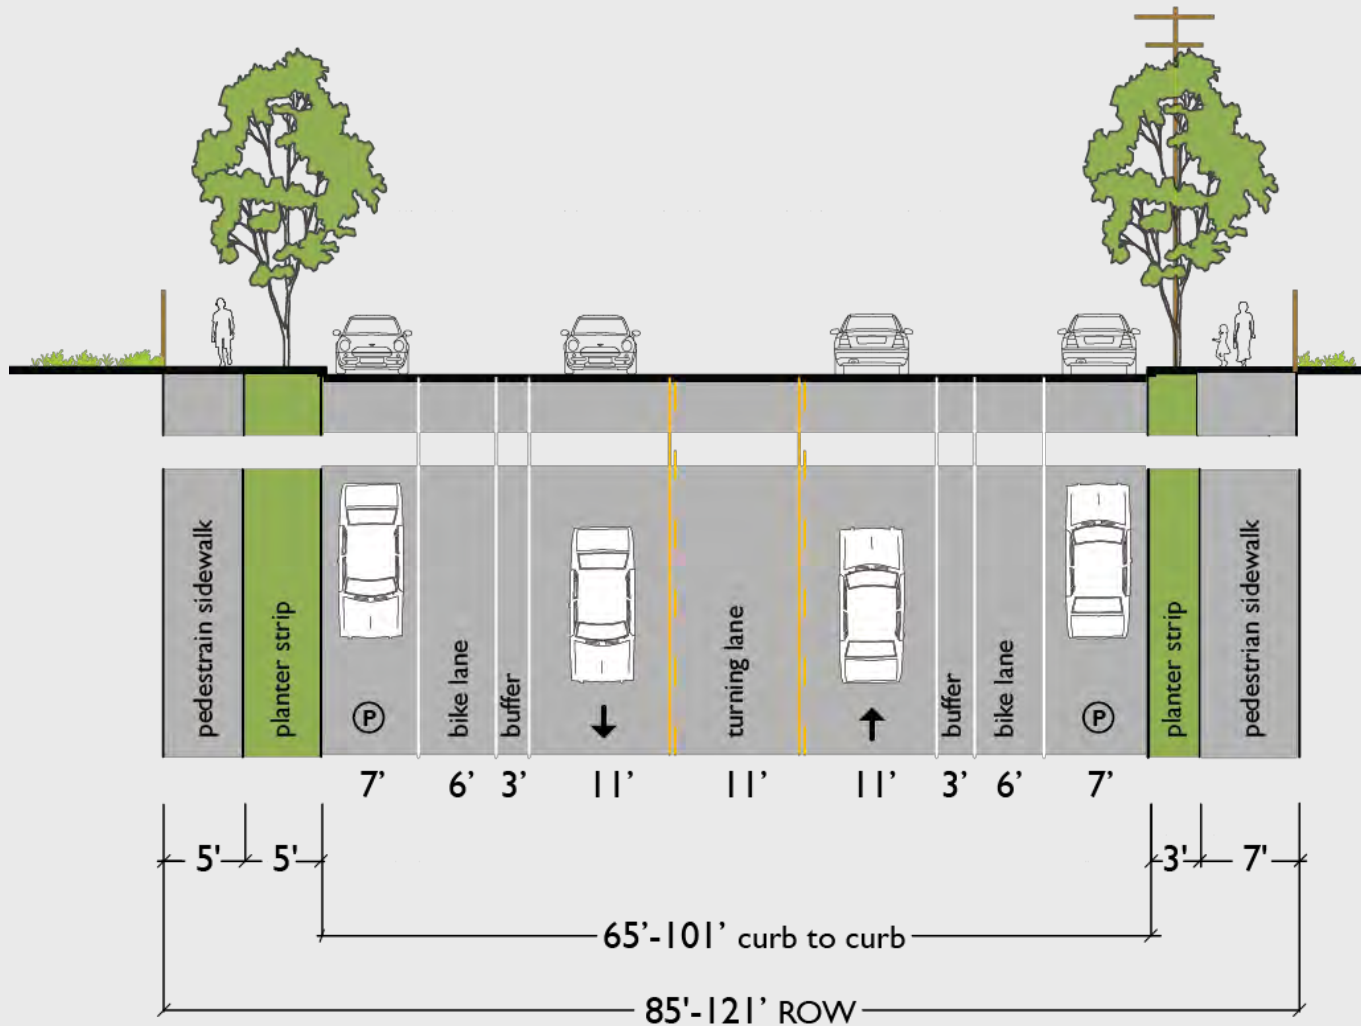 pedestrain sidewalk
planter strip
P
bike lane
buffer
turning lane
buffer
bike lane
P
planter strip
pedestrian sidewalk
7’ 6’ 3’ 11’ 11’ 11’ 3’ 6’ 7’
5' 5' 3' 7'
65’-101’ curb to curb
85'-121’ ROW